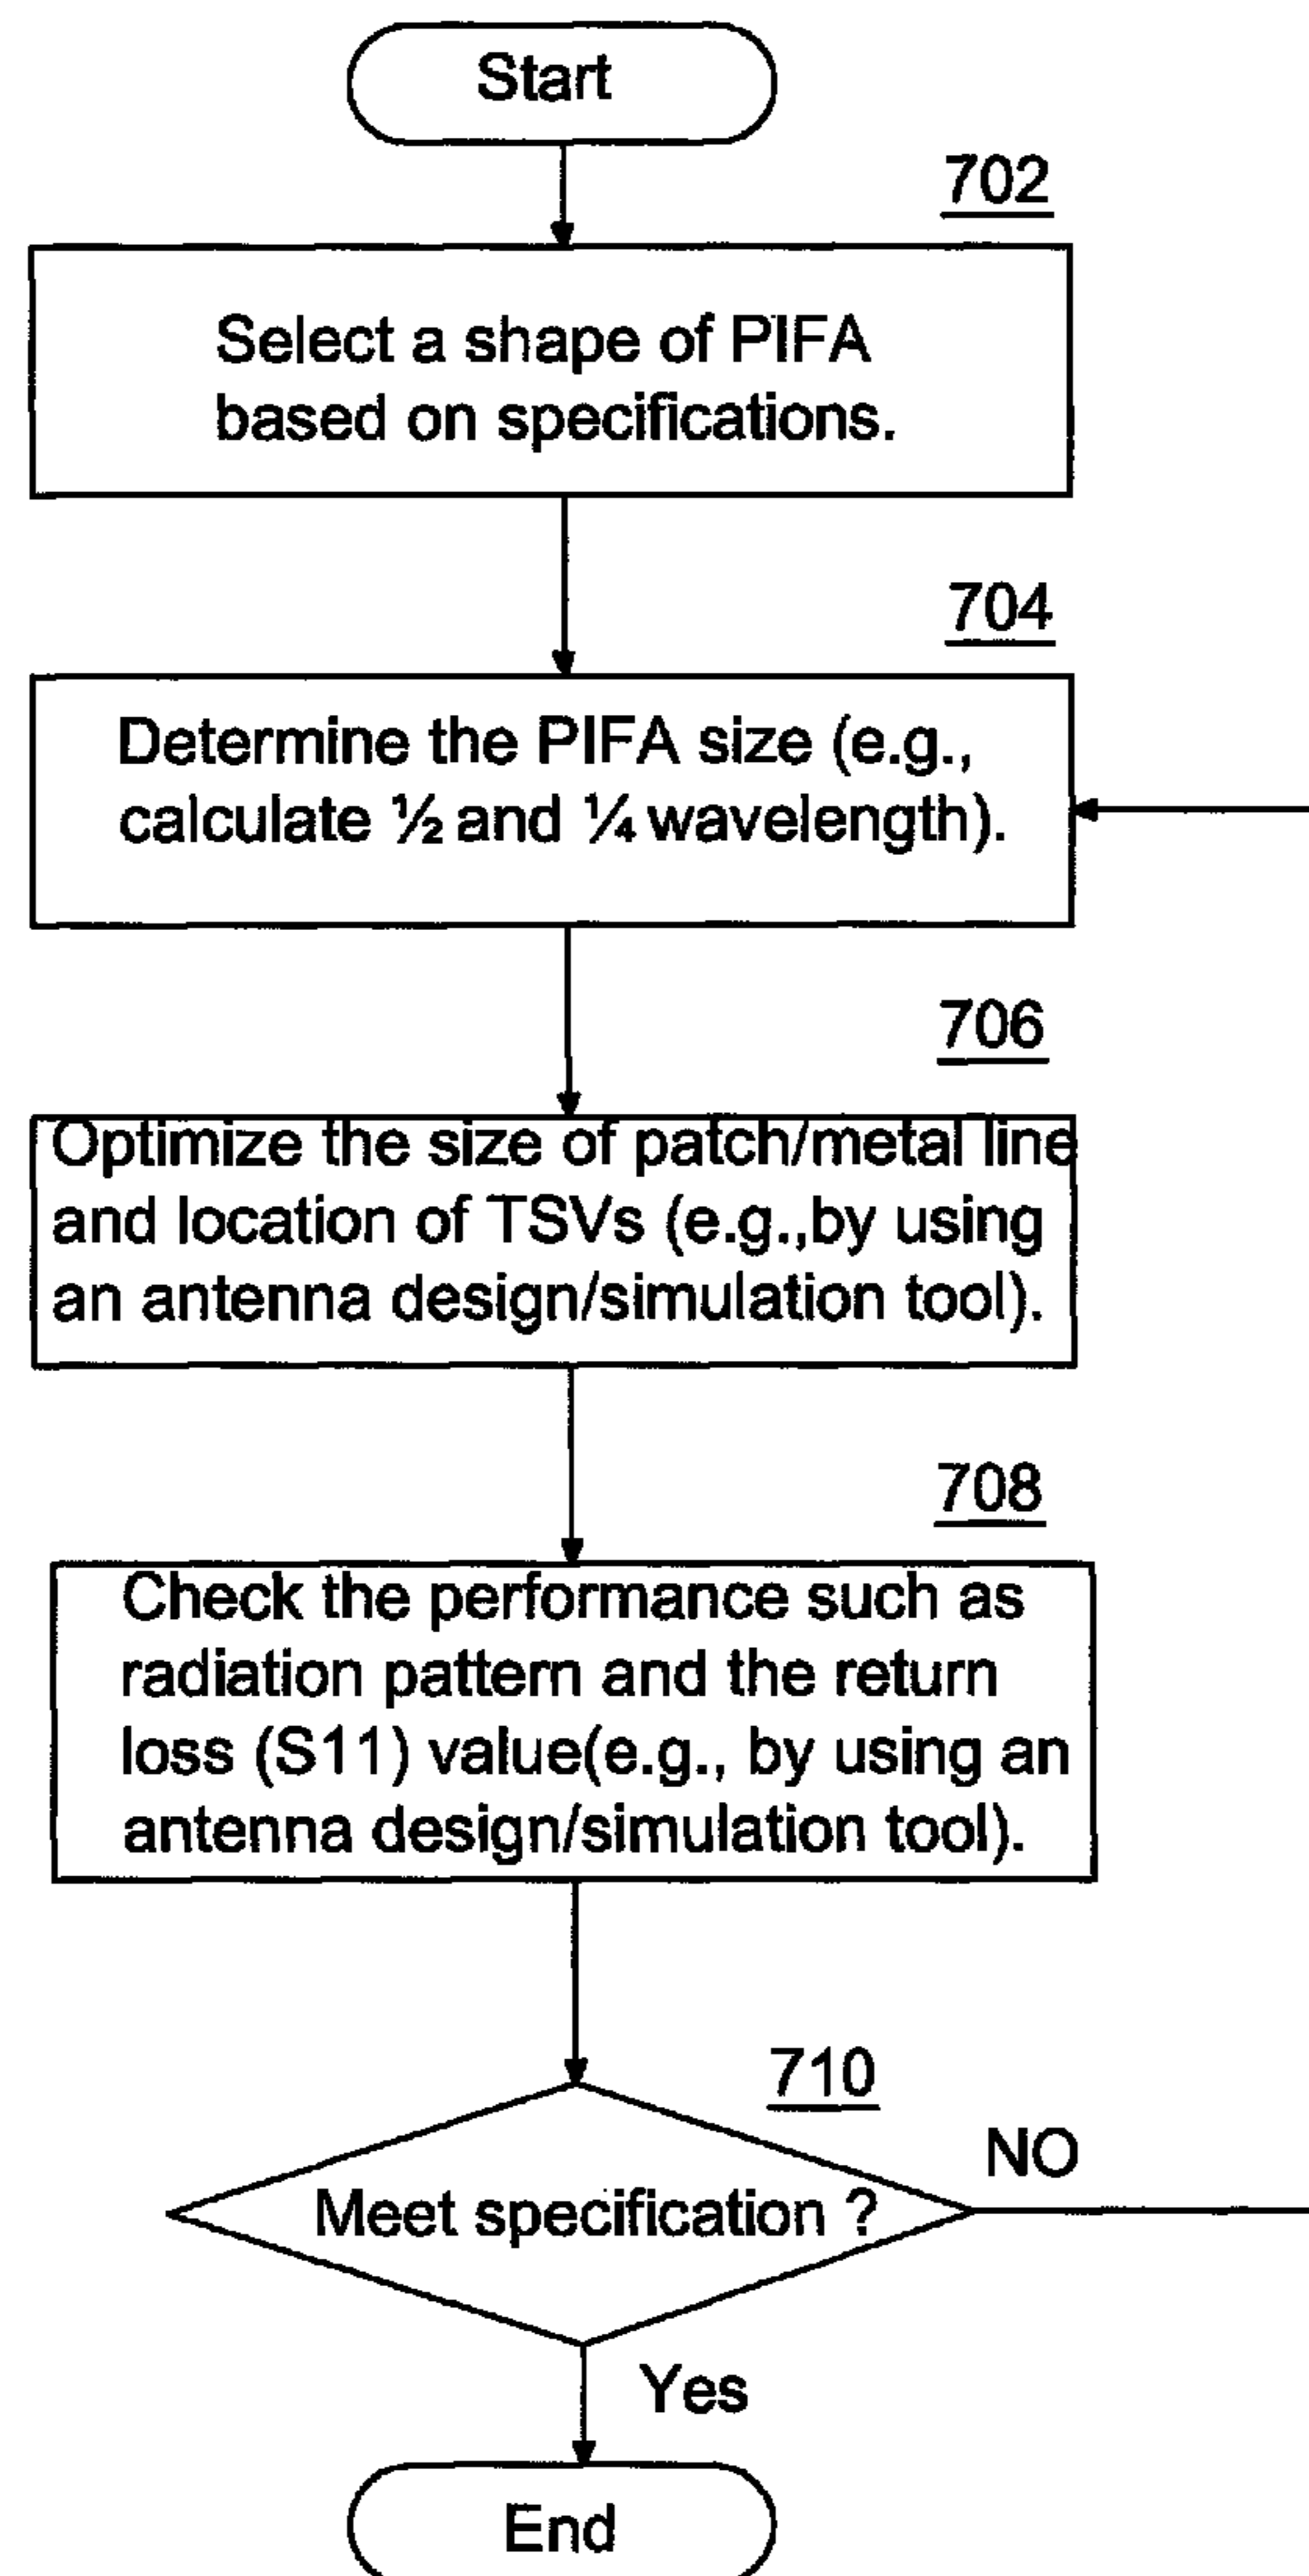 Start
702
Select a shape of PIFA
based on specifications.
704
Determine the PIFA size (e.g.,
calculate ½ and ¼ wavelength).
706
Optimize the size of patch/metal line
and location of TSVs (e.g.,by using
an antenna design/simulation tool).
708
Check the performance such as
radiation pattern and the return
loss (S11) value(e.g., by using an
antenna design/simulation tool).
710
NO
Meet specification ?
Yes
End